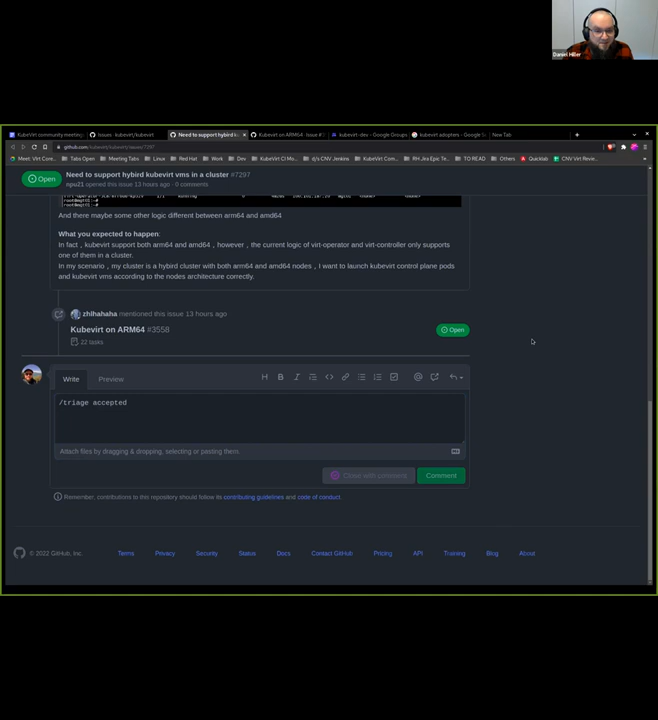 Daniel Hiller
KubeVirt community meeting
Issues · kubevirt/kubevirt
Need to support hybrid k
Kubevirt on ARM64 · Issue #3
kubevirt-dev - Google Groups
kubevirt adopters - Google S
New Tab
github.com/kubevirt/kubevirt/issues/7297
Meet: Virt Core...
Tabs Open
Meeting Tabs
Linux
Red Hat
Work
Dev
KubeVirt CI Mo...
d/s CNV Jenkins
KubeVirt Com...
RH Jira Epic Te...
TO READ
Others
Quicktab
CNV Virt Revie...
Open
Need to support hybird kubevirt vms in a cluster #7297
npu21 opened this issue 13 hours ago · 0 comments
And there maybe some other logic different between arm64 and amd64
What you expected to happen:
In fact，kubevirt support both arm64 and amd64，however，the current logic of virt-operator and virt-controller only supports
one of them in a cluster.
In my scenario，my cluster is a hybird cluster with both arm64 and amd64 nodes，I want to launch kubevirt control plane pods
and kubevirt vms according to the nodes architecture correctly.
zhlhahaha mentioned this issue 13 hours ago
Kubevirt on ARM64 #3558
Open
22 tasks
Write
Preview
/triage accepted
Attach files by dragging & dropping, selecting or pasting them.
Close with comment
Comment
Remember, contributions to this repository should follow its contributing guidelines and code of conduct.
© 2022 GitHub, Inc.
Terms
Privacy
Security
Status
Docs
Contact GitHub
Pricing
API
Training
Blog
About